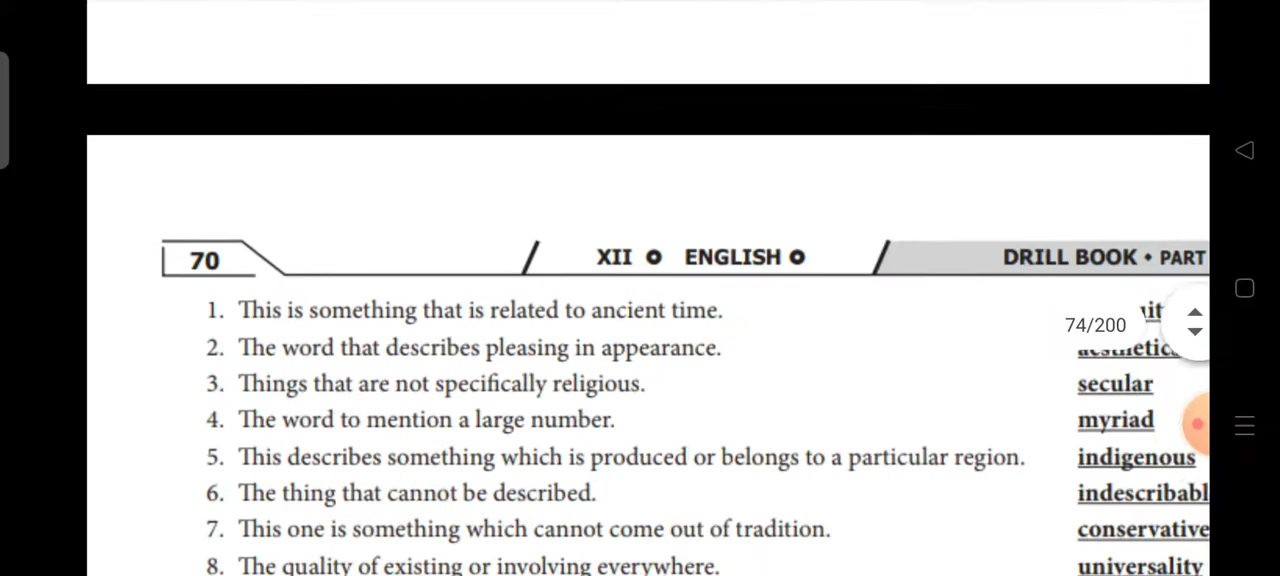 70 XII ENGLISH DRILL BOOK • PART
1. This is something that is related to ancient time.
74/200
2. The word that describes pleasing in appearance.
3. Things that are not specifically religious. secular
4. The word to mention a large number. myriad
5. This describes something which is produced or belongs to a particular region. indigenous
6. The thing that cannot be described. indescribabl
7. This one is something which cannot come out of tradition. conservative
8. The quality of existing or involving everywhere. universality